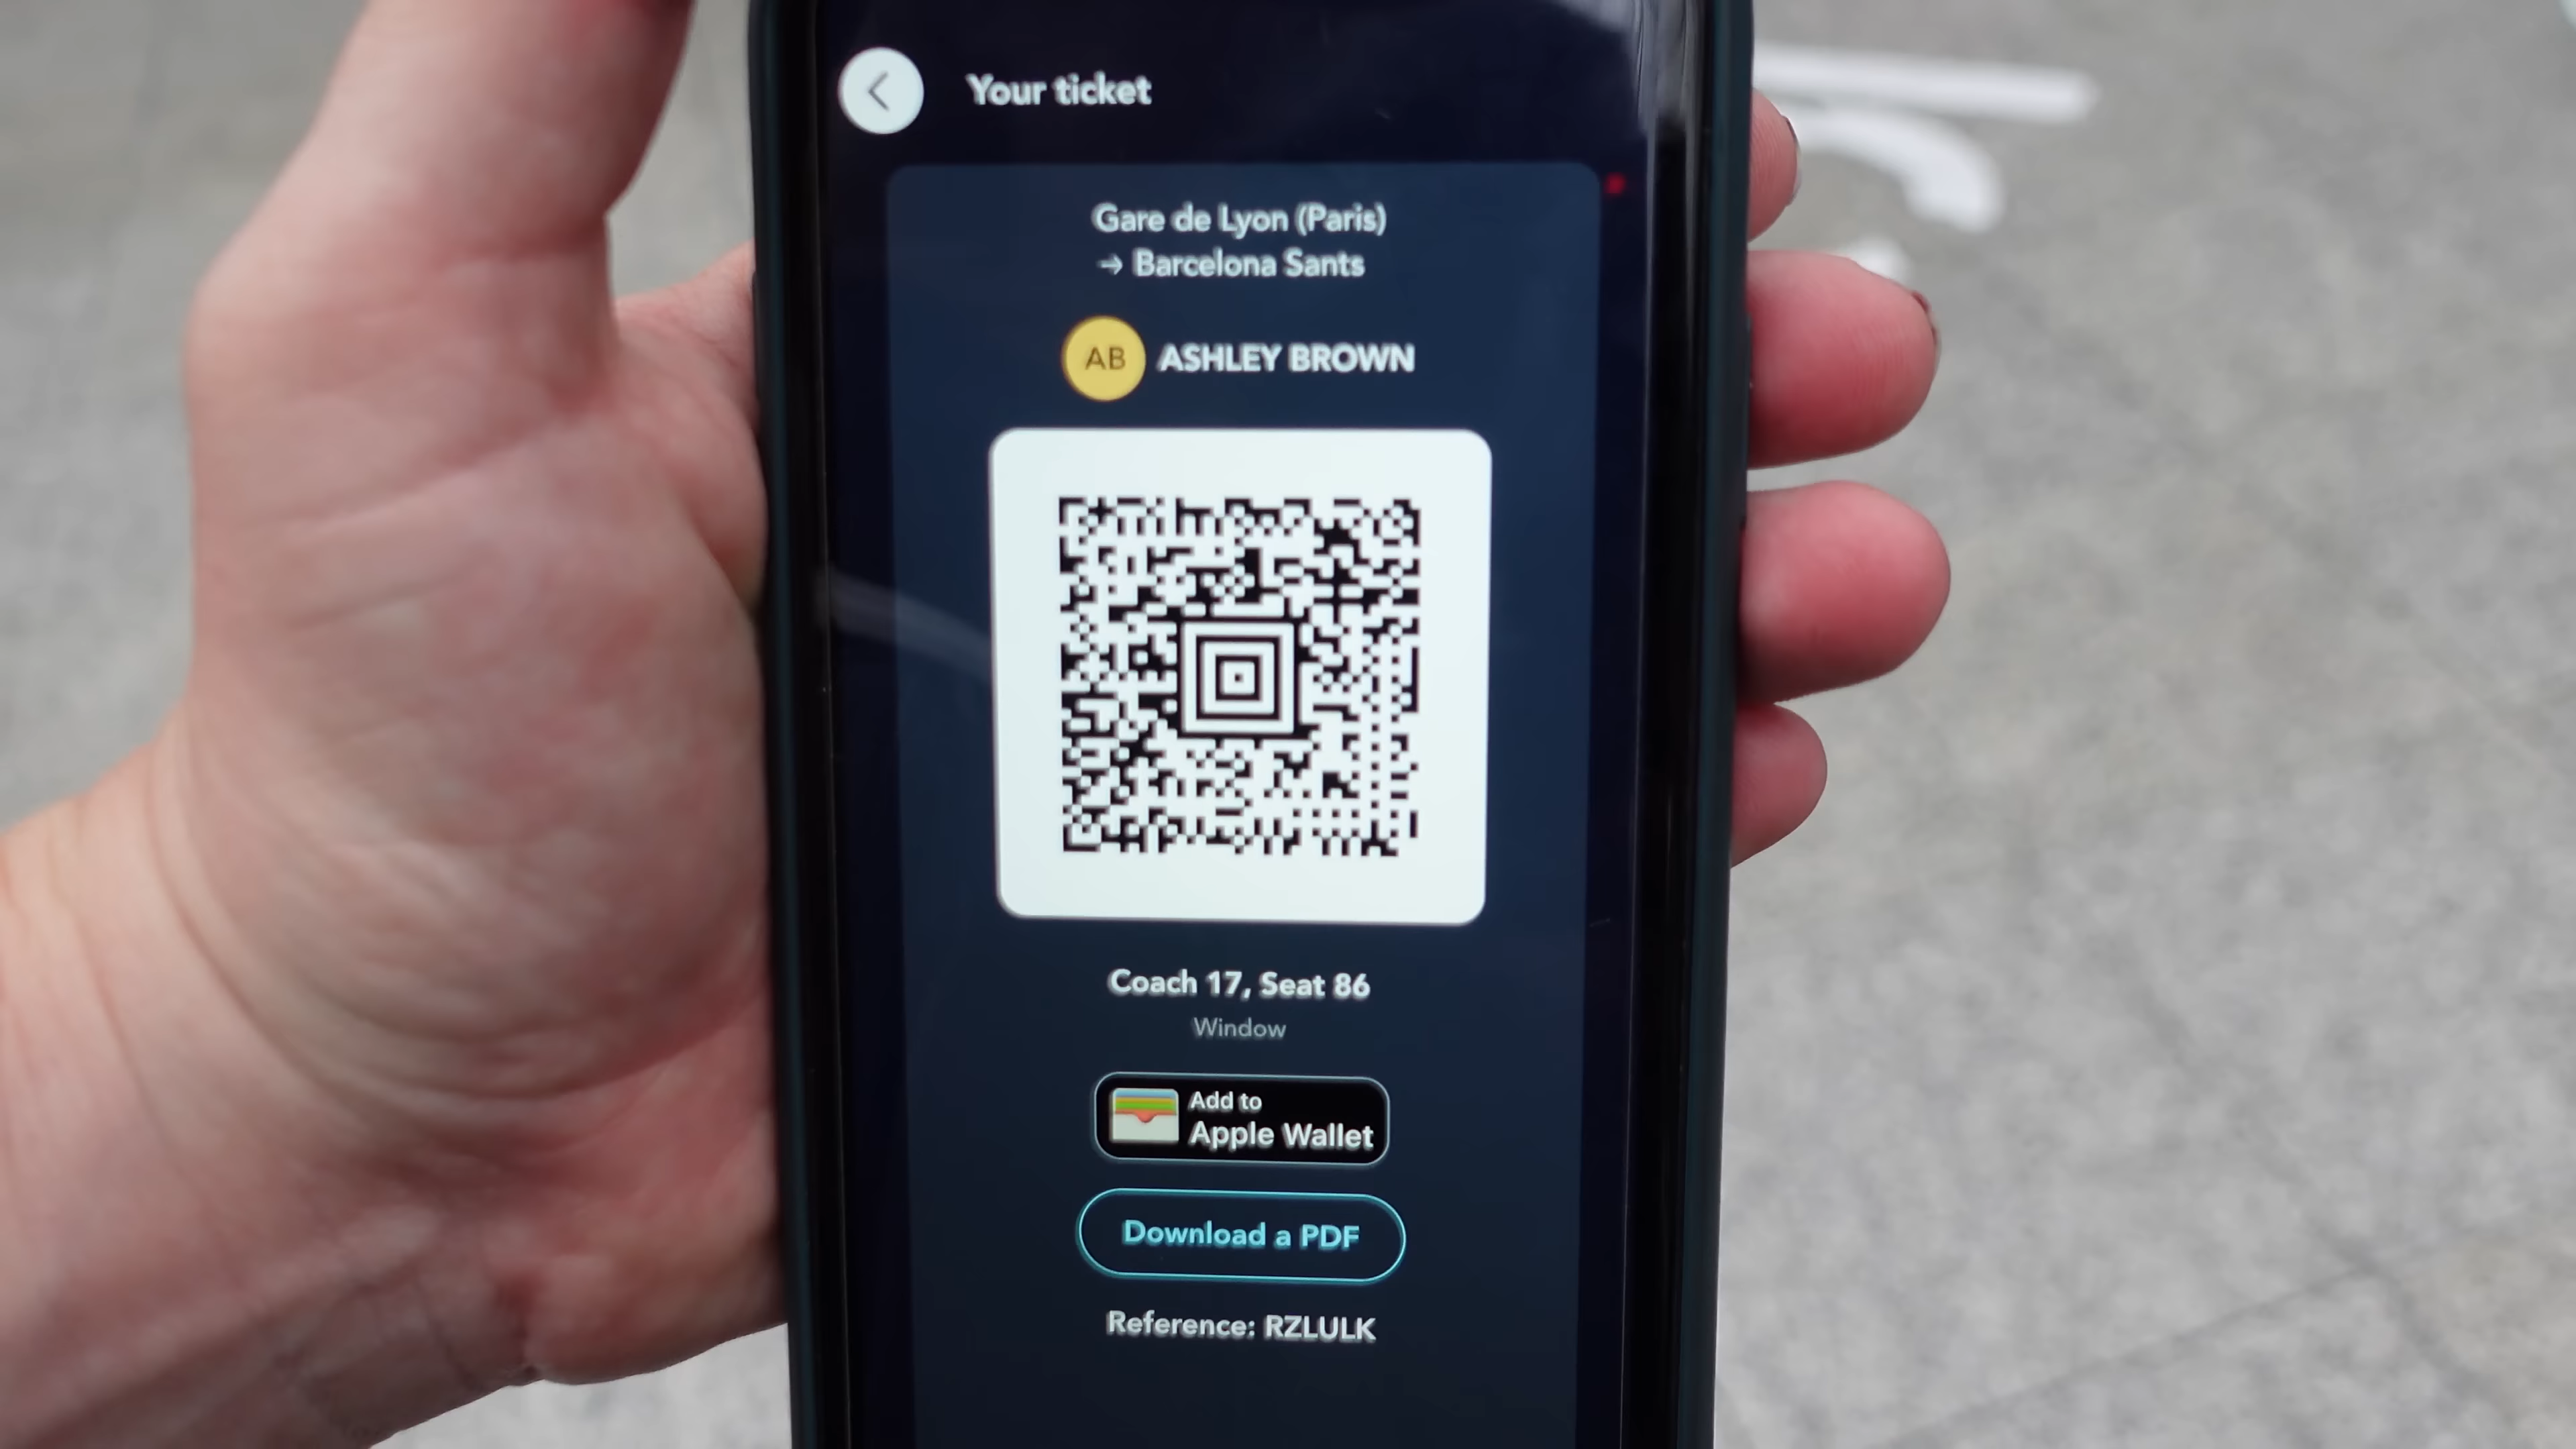 Your ticket
Gare de Lyon (Paris)
→ Barcelona Sants
AB ASHLEY BROWN
Coach 17, Seat 86
Window
Add to
Apple Wallet
Download a PDF
Reference: RZLULK